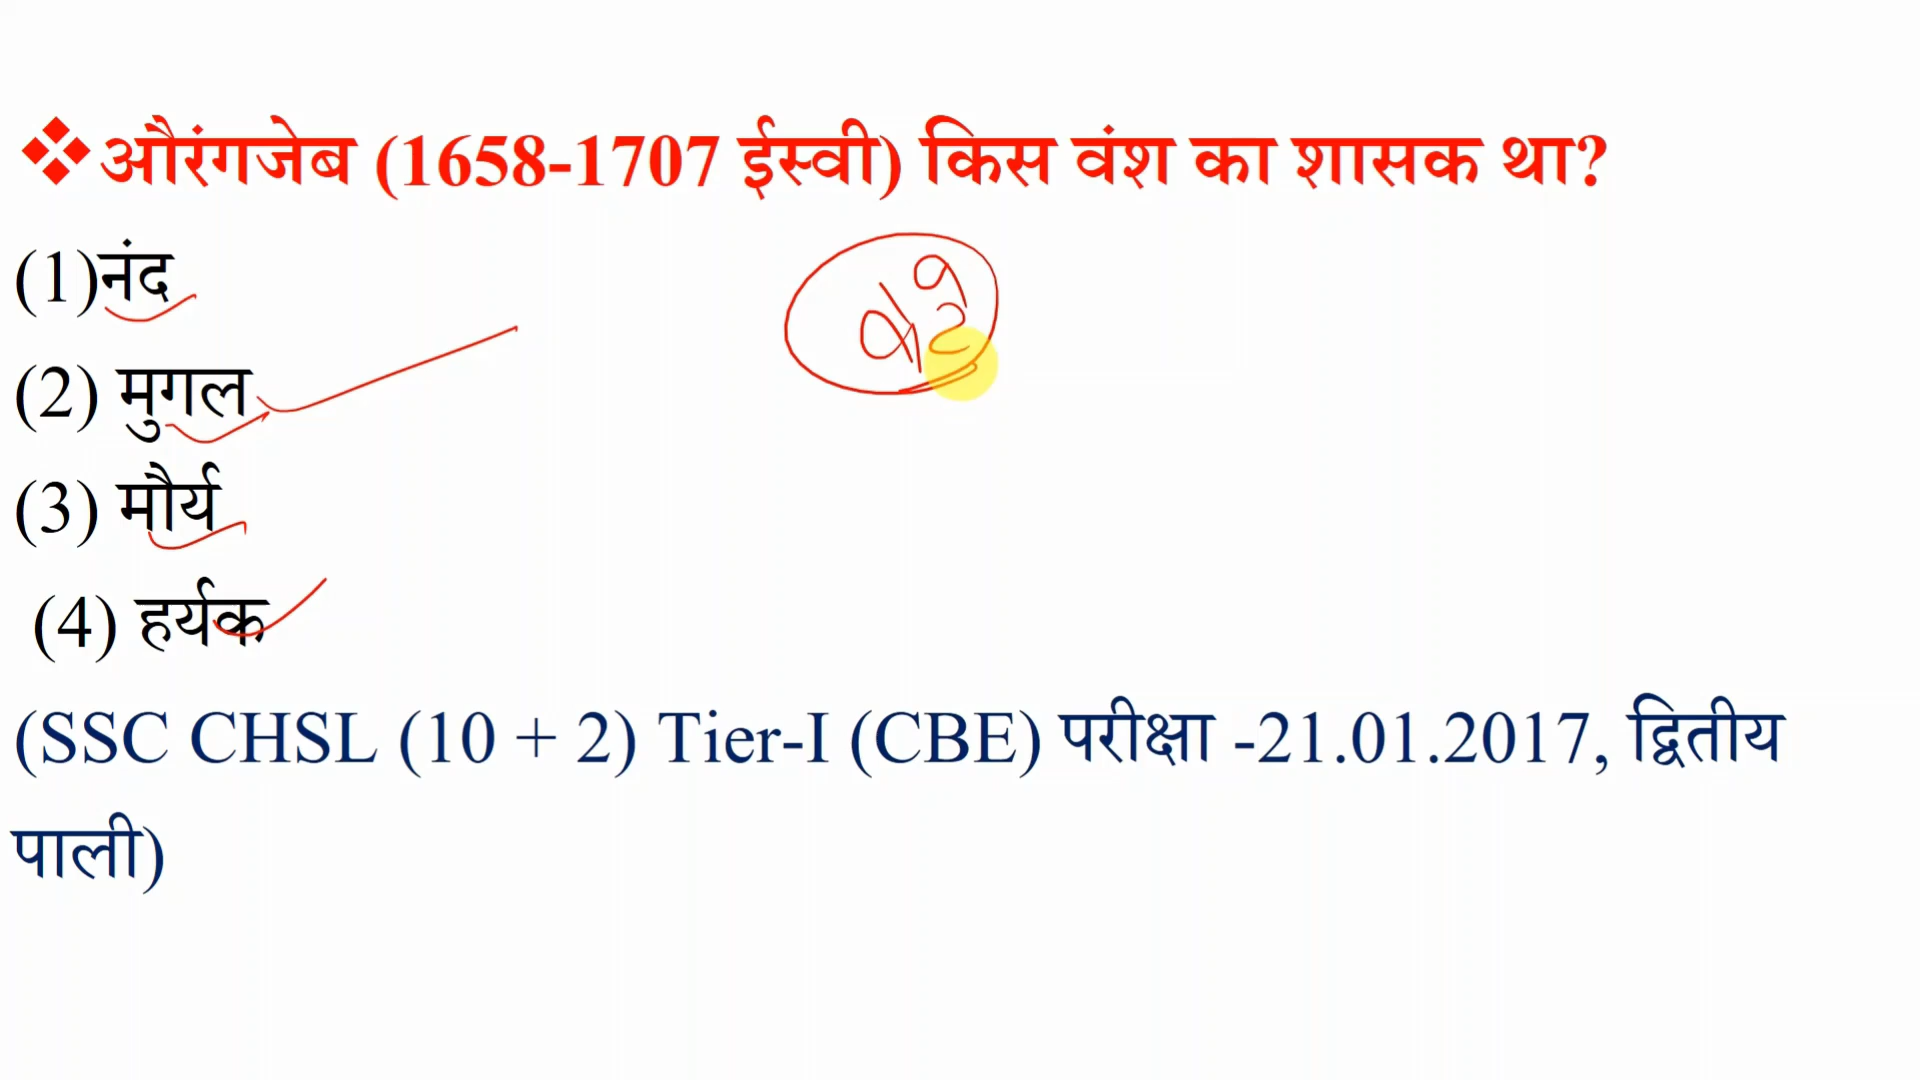 ❖औरंगजेब (1658-1707 ईस्वी) किस वंश का शासक था?
(1)नंद
(2) मुगल
(3) मौर्य
(4) हर्यक
(SSC CHSL (10 + 2) Tier-I (CBE) परीक्षा -21.01.2017, द्वितीय
पाली)